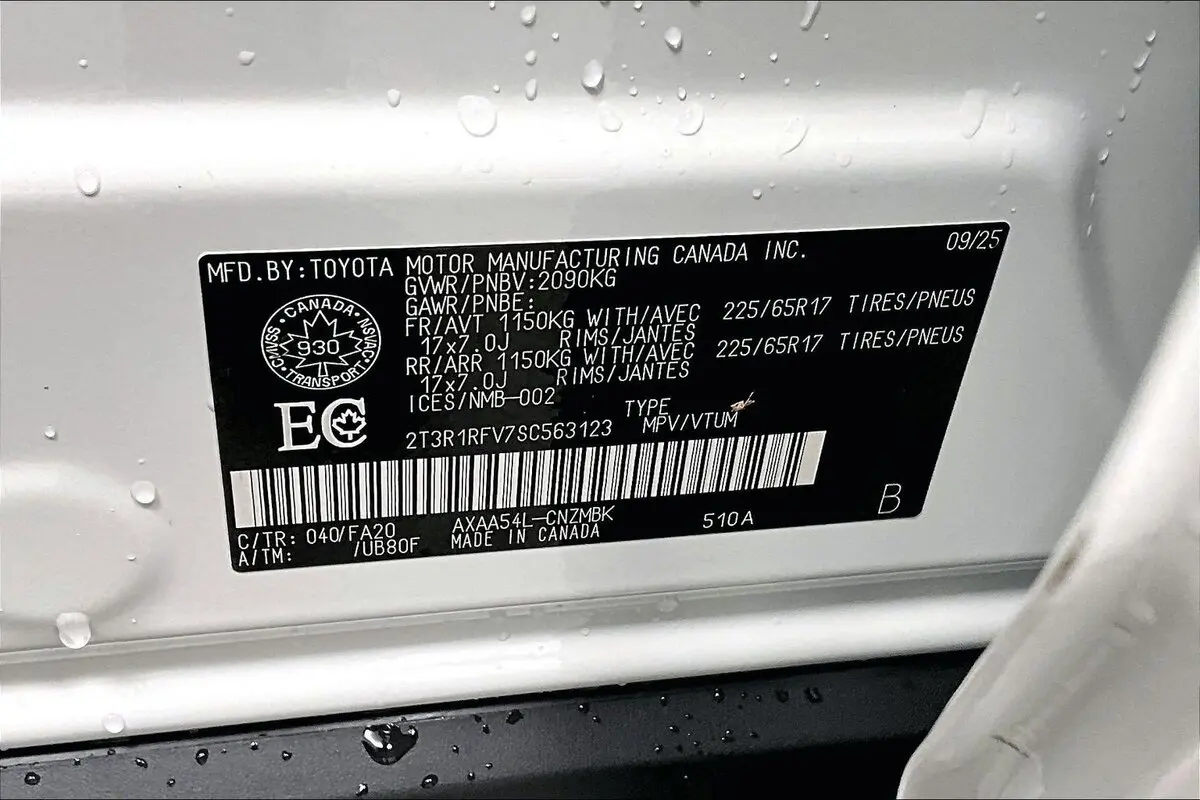 MFD.BY:TOYOTA MOTOR MANUFACTURING CANADA INC. 09/25
GVWR/PNBV:2090KG
GAWR/PNBE:
FR/AVT 1150KG WITH/AVEC 225/65R17 TIRES/PNEUS
17x7.0J RIMS/JANTES
RR/ARR 1150KG WITH/AVEC 225/65R17 TIRES/PNEUS
17x7.0J RIMS/JANTES
ICES/NMB-002
CANADA
930
TRANSPORT
NSVAC
CMVSS
EC
TYPE
2T3R1RFV7SC563123 MPV/VTUM
C/TR: 040/FA20 AXAA54L-CNZMBK 510A B
A/TM: /UB80F MADE IN CANADA